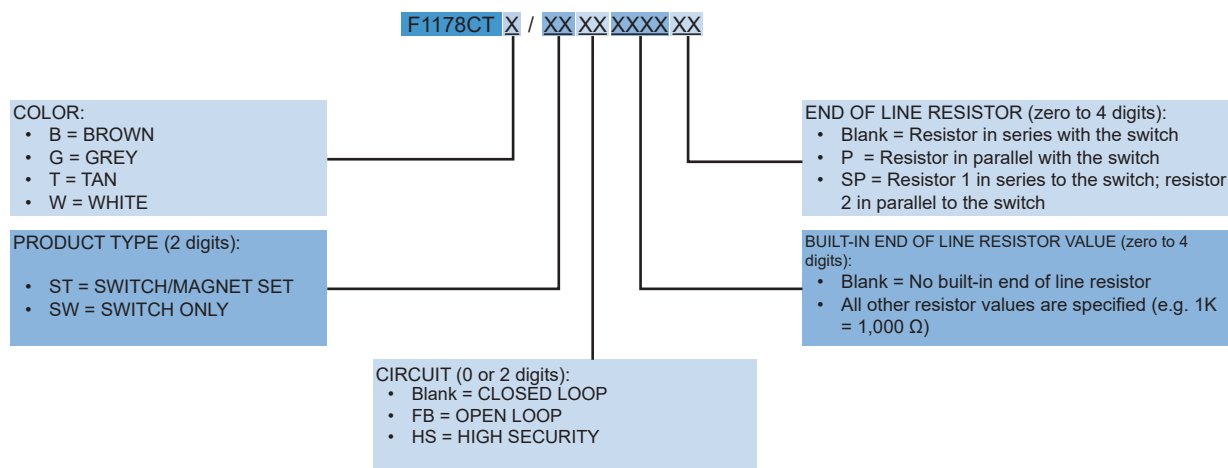 F1178CT X / XX XX XXXX XX
COLOR:
• B = BROWN
• G = GREY
• T = TAN
• W = WHITE
PRODUCT TYPE (2 digits):
• ST = SWITCH/MAGNET SET
• SW = SWITCH ONLY
CIRCUIT (0 or 2 digits):
• Blank = CLOSED LOOP
• FB = OPEN LOOP
• HS = HIGH SECURITY
END OF LINE RESISTOR (zero to 4 digits):
• Blank = Resistor in series with the switch
• P = Resistor in parallel with the switch
• SP = Resistor 1 in series to the switch; resistor
2 in parallel to the switch
BUILT-IN END OF LINE RESISTOR VALUE (zero to 4
digits):
• Blank = No built-in end of line resistor
• All other resistor values are specified (e.g. 1K
= 1,000 Ω)